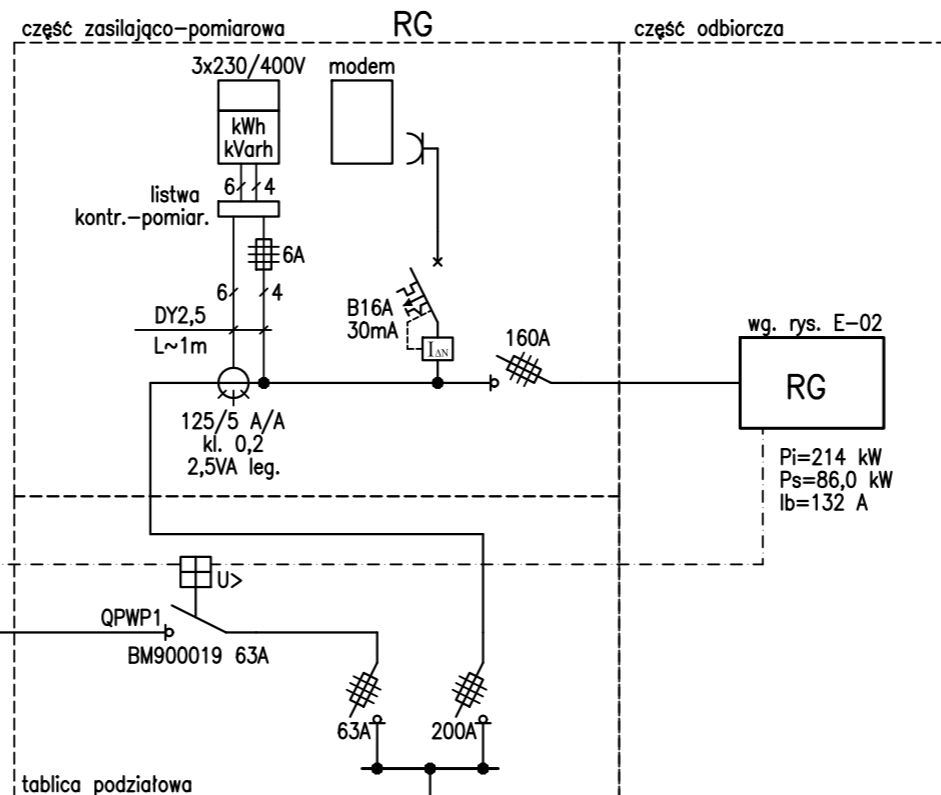 część zasilająco-pomiarowa
RG
część odbiorcza
3x230/400V
modem
kWh
kVarh
6
4
listwa
kontr.-pomiar.
6A
6
4
DY2,5
L~1m
B16A
30mA
IΔN
160A
wg. rys. E-02
RG
125/5 A/A
kl. 0,2
2,5VA leg.
Pi=214 kW
Ps=86,0 kW
Ib=132 A
U>
QPWP1
BM900019 63A
63A
200A
tablica podziałowa